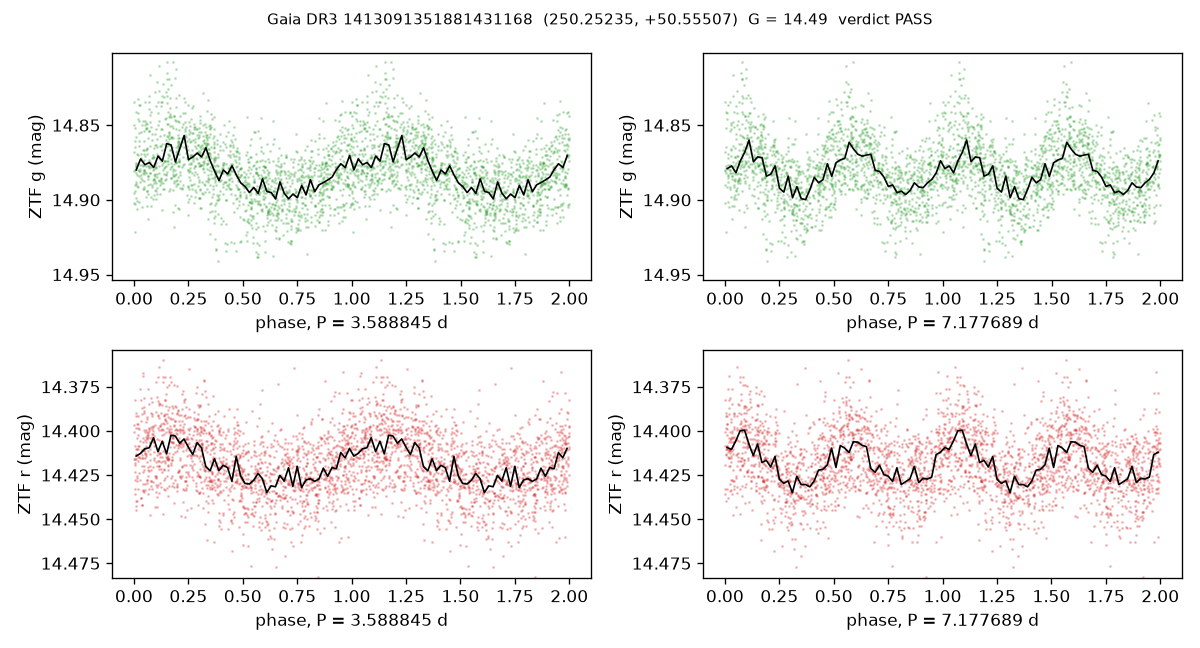 Gaia DR3 1413091351881431168 (250.25235, +50.55507) G = 14.49 verdict PASS
ZTF g (mag)
14.85
14.90
14.95
0.00 0.25 0.50 0.75 1.00 1.25 1.50 1.75 2.00
phase, P = 3.588845 d
ZTF g (mag)
14.85
14.90
14.95
0.00 0.25 0.50 0.75 1.00 1.25 1.50 1.75 2.00
phase, P = 7.177689 d
ZTF r (mag)
14.375
14.400
14.425
14.450
14.475
0.00 0.25 0.50 0.75 1.00 1.25 1.50 1.75 2.00
phase, P = 3.588845 d
ZTF r (mag)
14.375
14.400
14.425
14.450
14.475
0.00 0.25 0.50 0.75 1.00 1.25 1.50 1.75 2.00
phase, P = 7.177689 d